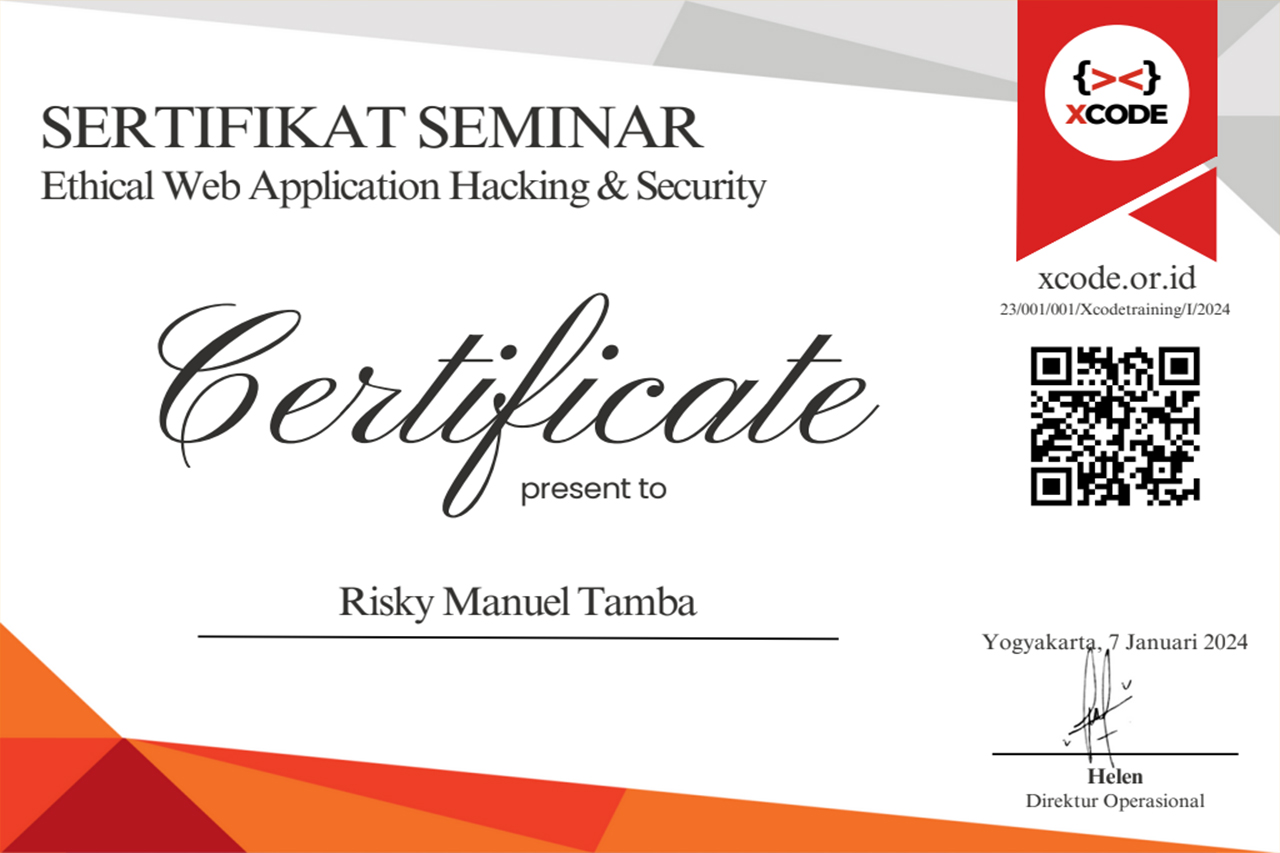 SERTIFIKAT SEMINAR
Ethical Web Application Hacking & Security
{><}
XCODE
xcode.or.id
23/001/001/Xcodetraining/I/2024
Certificate
present to
Risky Manuel Tamba
Yogyakarta, 7 Januari 2024
Helen
Direktur Operasional